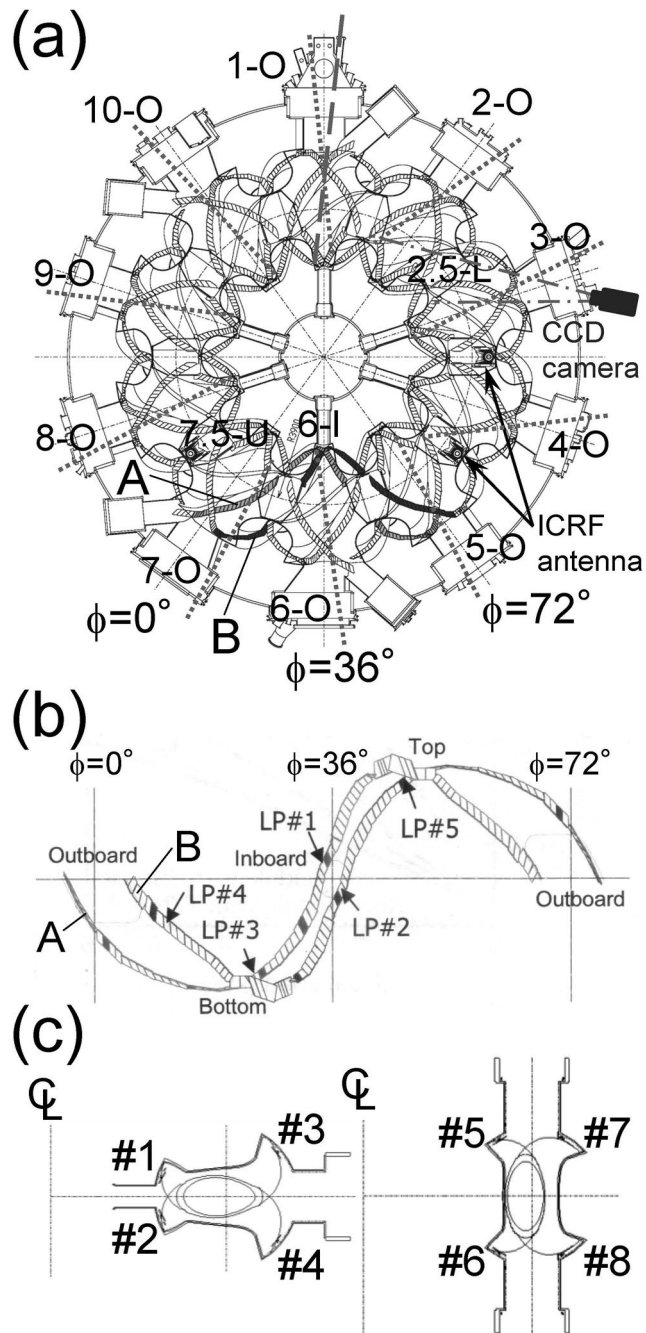 (a)
1-O
10-O
2-O
3-O
9-O
2.5-L
CCD
camera
8-O
7.5-U
6-I
4-O
A
ICRF
antenna
5-O
7-O
6-O
ϕ=0°
B
ϕ=72°
ϕ=36°
(b)
ϕ=0°
ϕ=36°
Top
ϕ=72°
LP#1
LP#5
Outboard
B
Inboard
LP#4
LP#3
LP#2
Outboard
A
Bottom
(c)
℄
℄
#3
#1
#5
#7
#2
#4
#6
#8